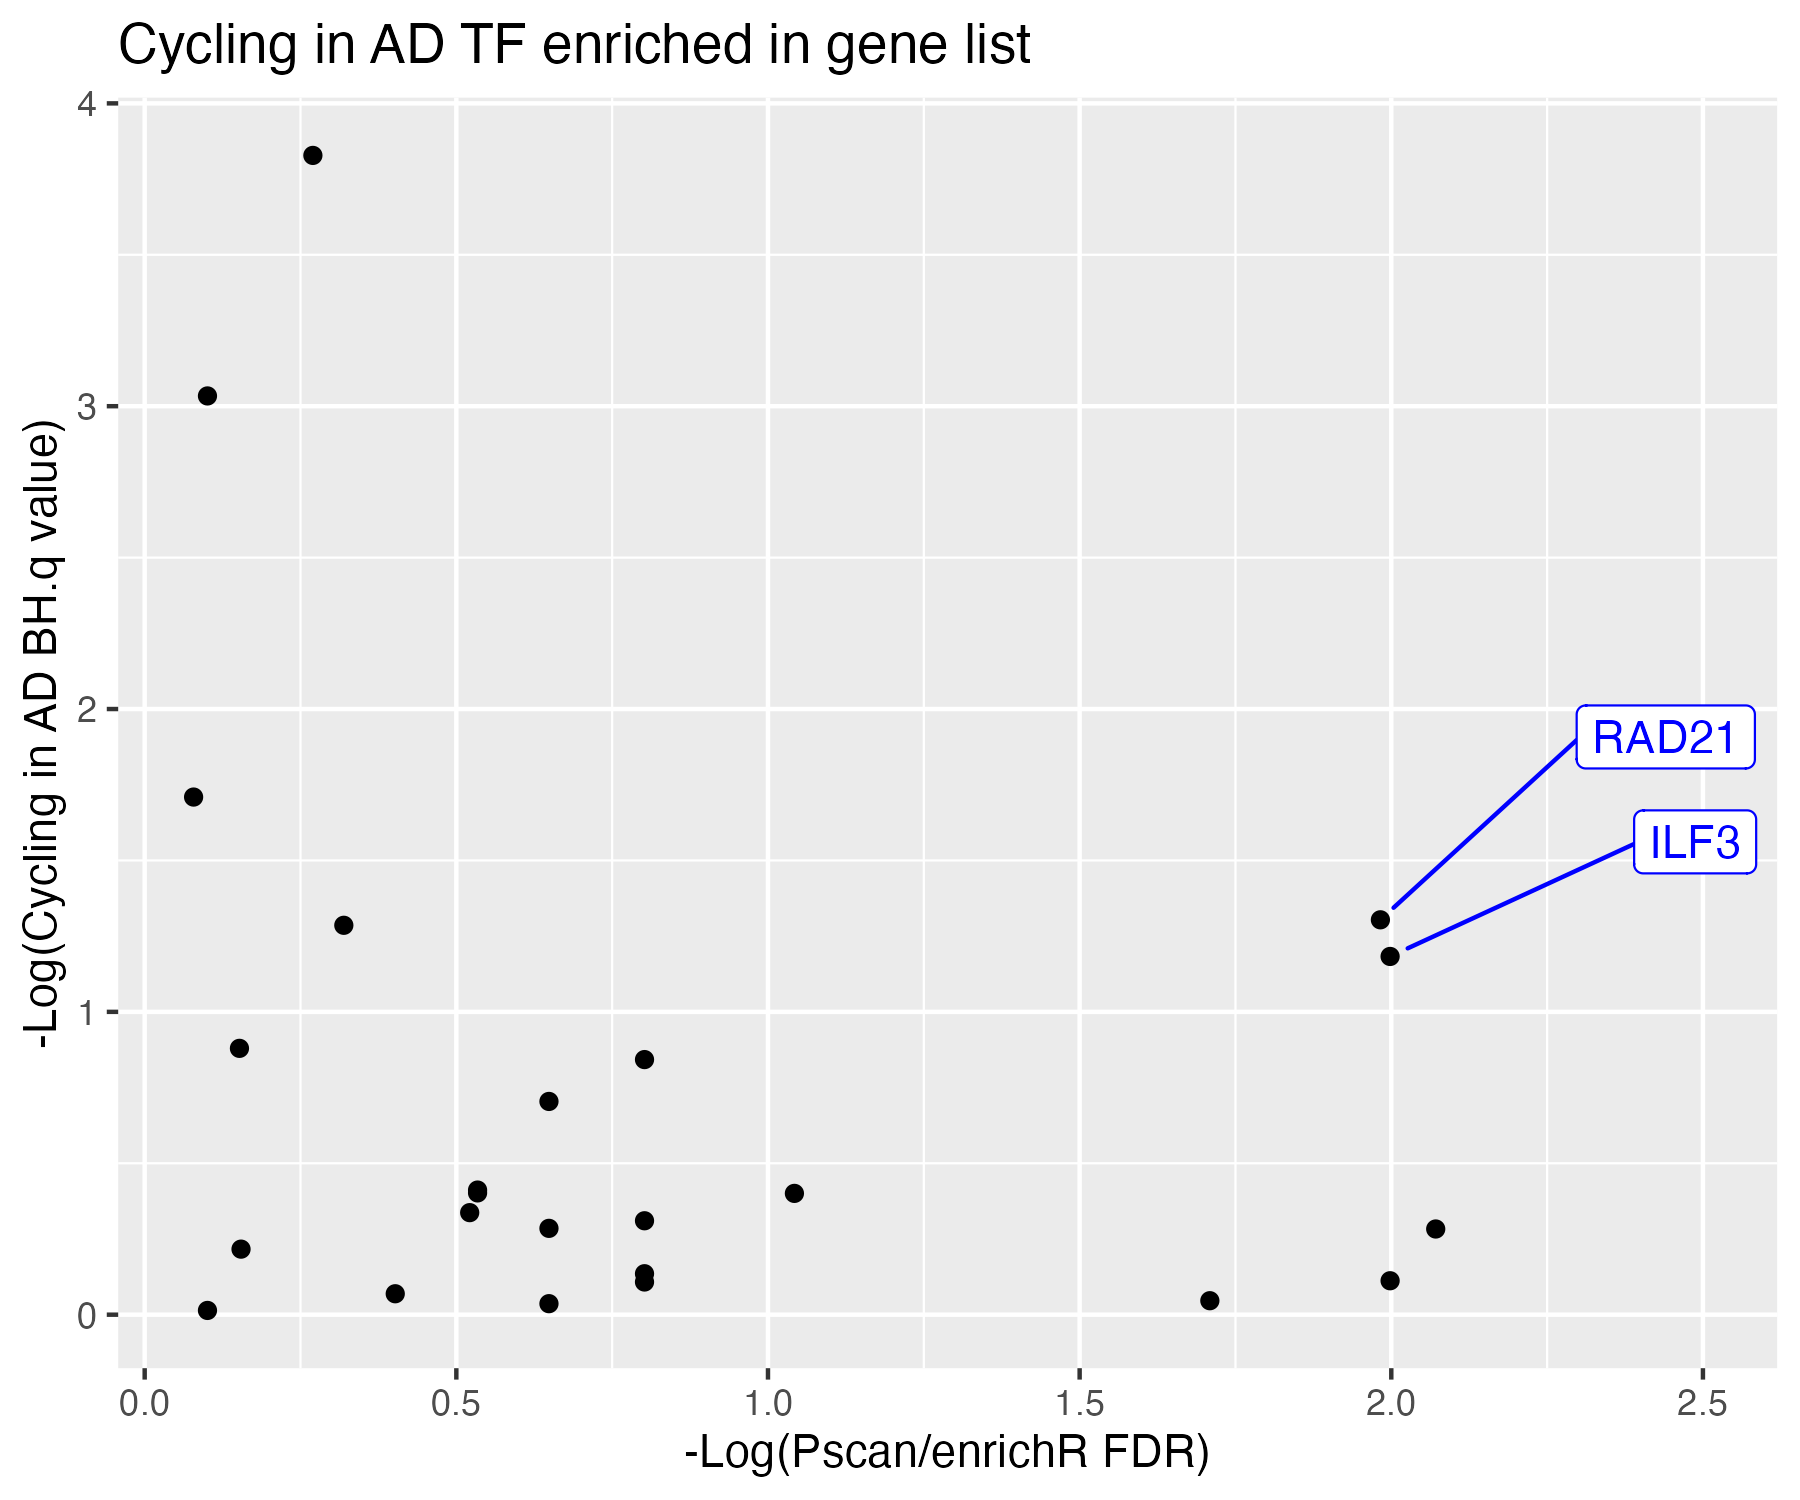 Cycling in AD TF enriched in gene list
-Log(Cycling in AD BH.q value)
4
3
2
1
0
RAD21
ILF3
0.0 0.5 1.0 1.5 2.0 2.5
-Log(Pscan/enrichR FDR)